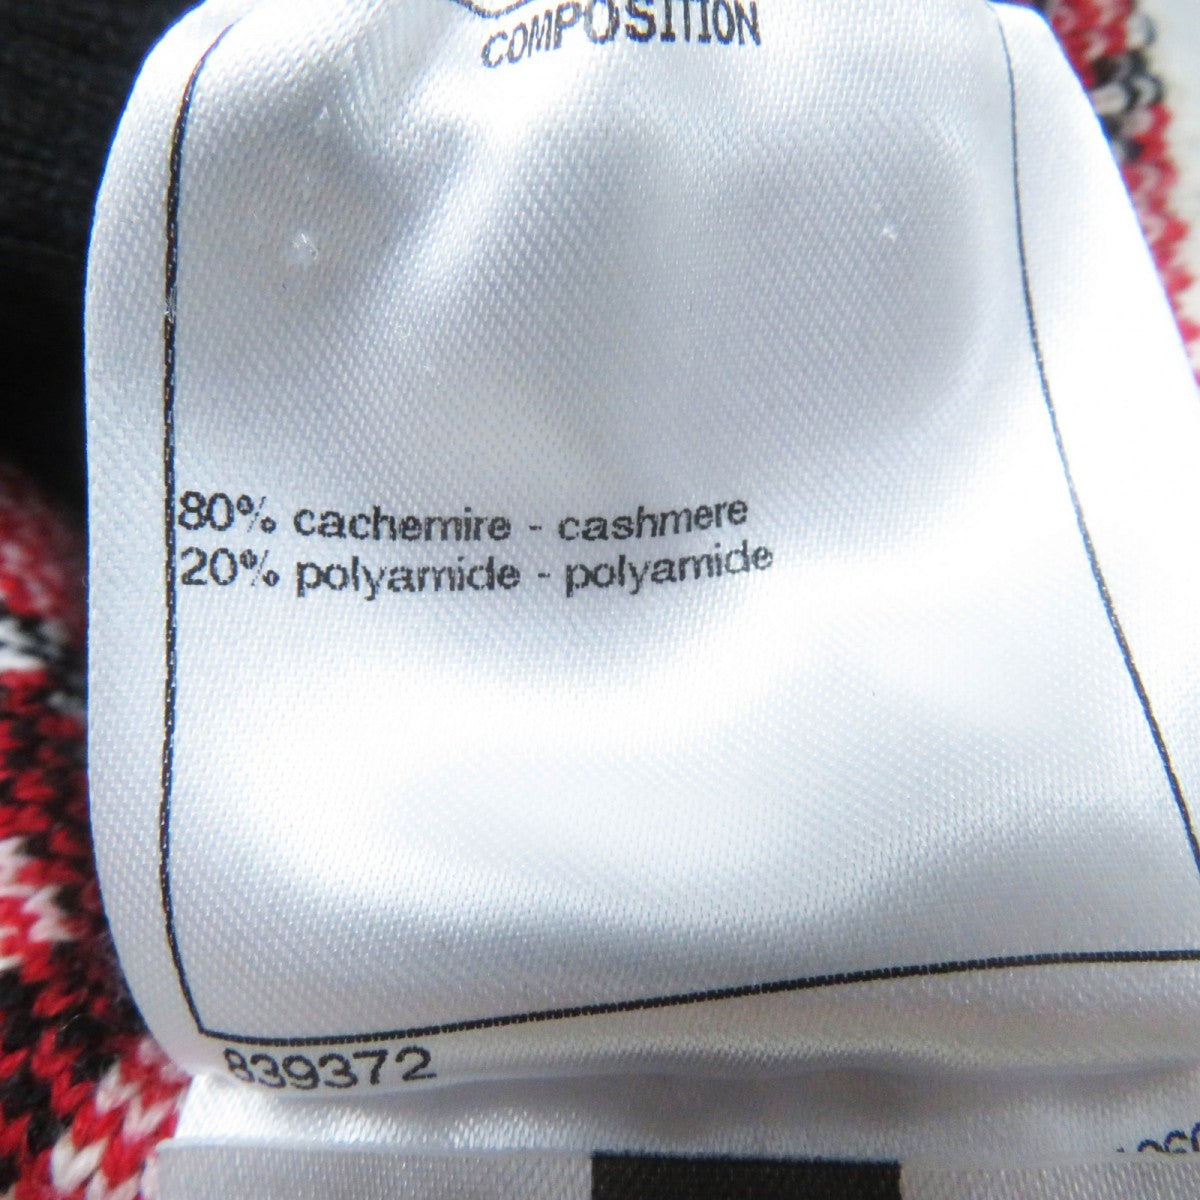 COMPOSITION
80% cachemire - cashmere
20% polyamide - polyamide
839372